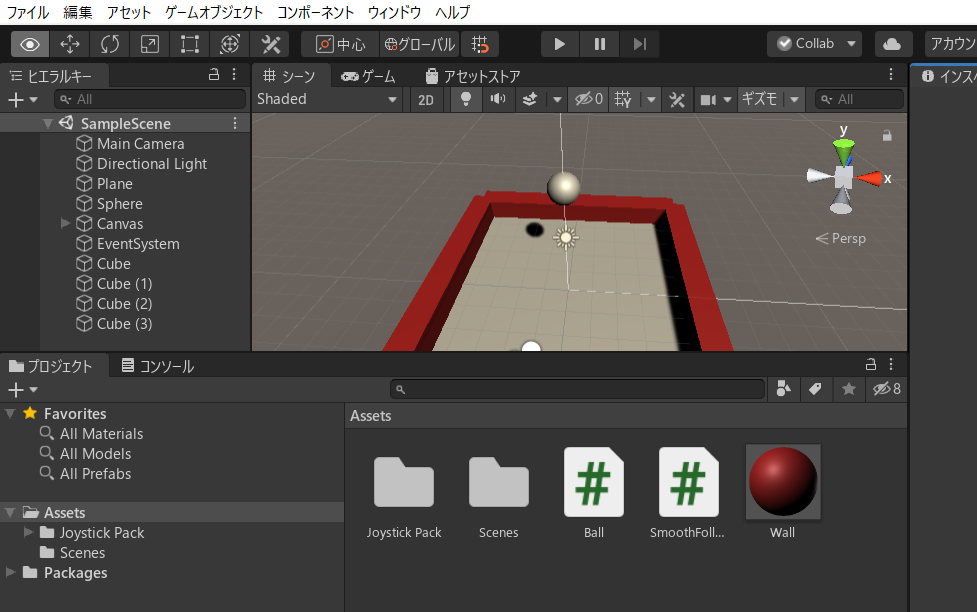 ファイル 編集 アセット ゲームオブジェクト コンポーネント ウィンドウ ヘルプ
中心 グローバル Collab アカウン
ヒエラルキー
All
SampleScene
Main Camera
Directional Light
Plane
Sphere
Canvas
EventSystem
Cube
Cube (1)
Cube (2)
Cube (3)
シーン ゲーム アセットストア
Shaded 2D 0 ギズモ All
y
x
Persp
インス
プロジェクト コンソール
8
Favorites
All Materials
All Models
All Prefabs
Assets
Joystick Pack
Scenes
Packages
Assets
Joystick Pack Scenes Ball SmoothFoll... Wall